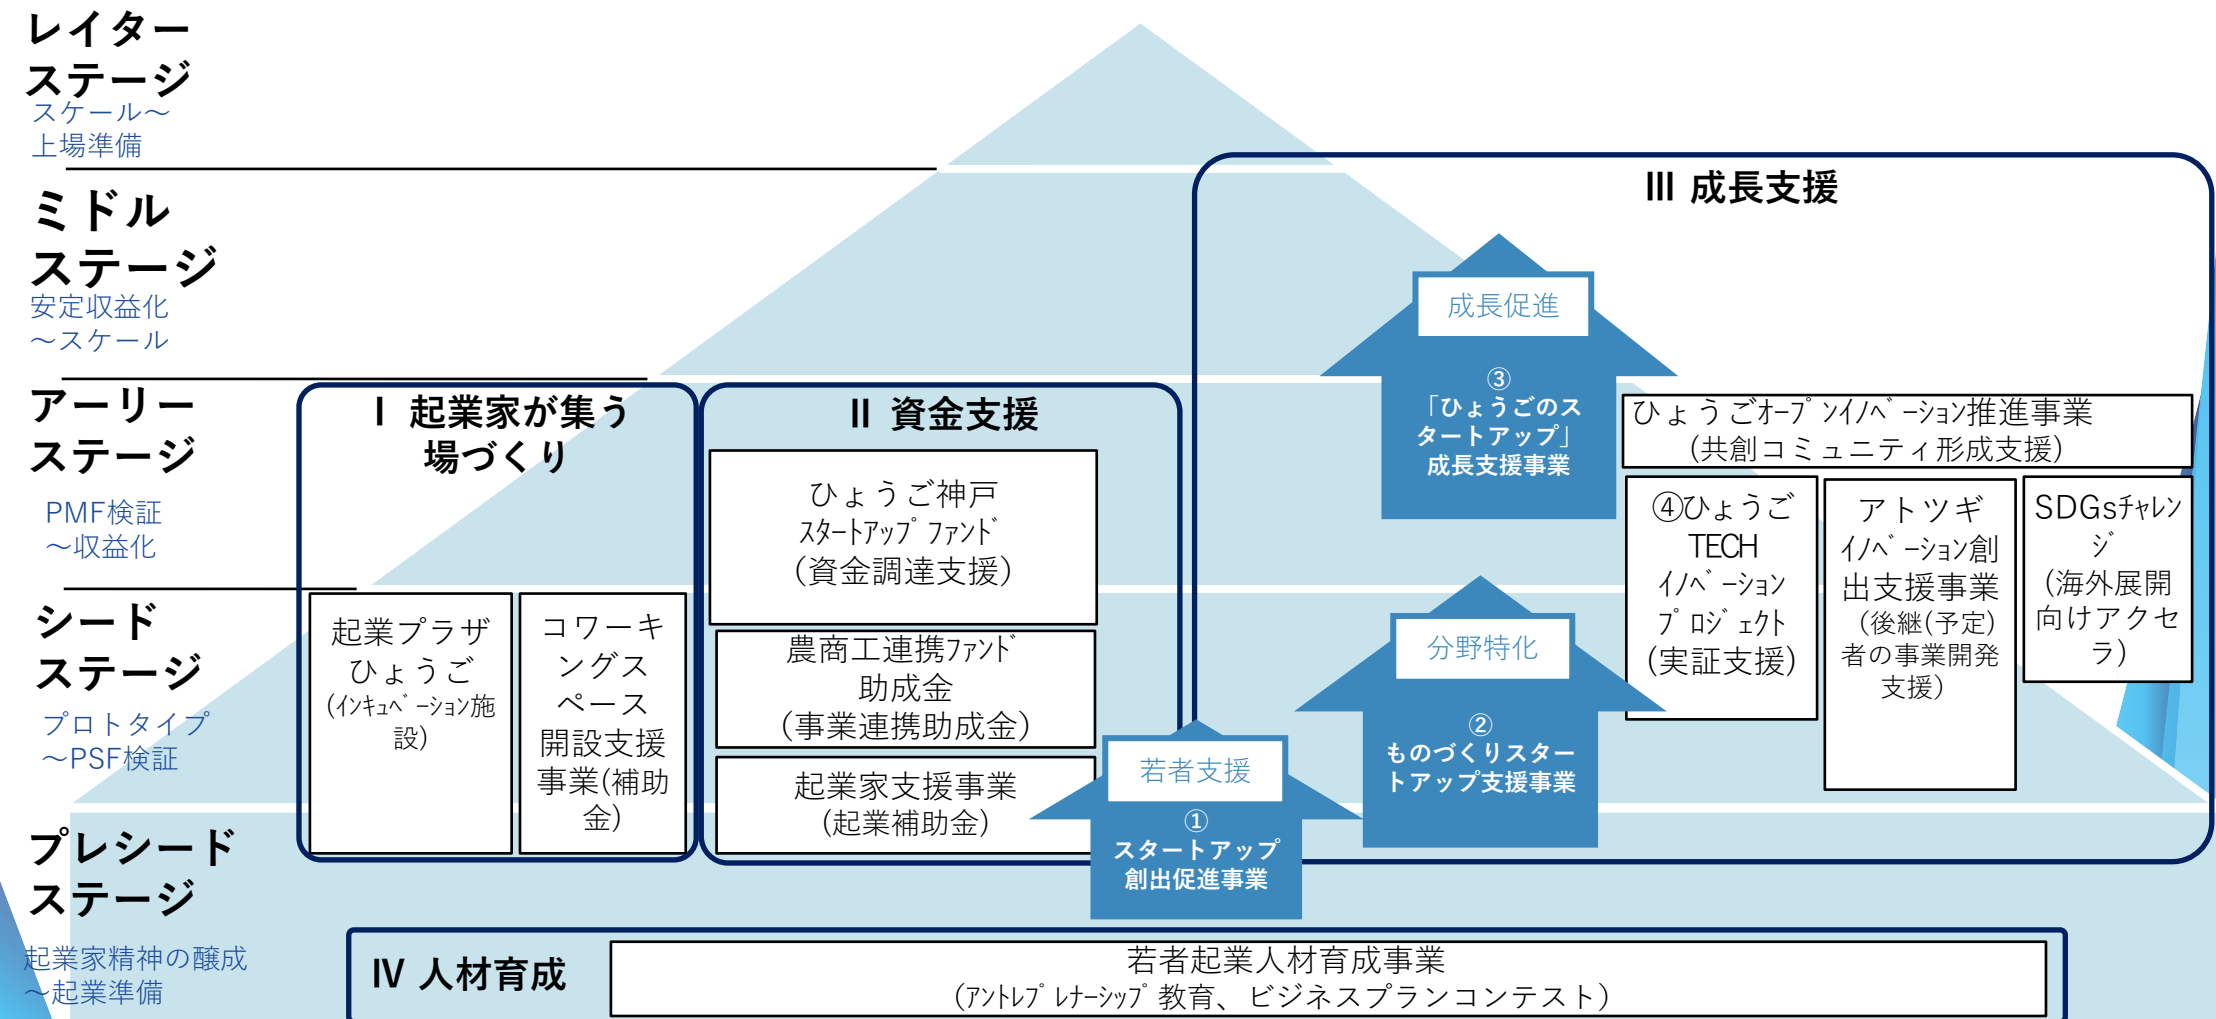 レイター
ステージ
スケール～
上場準備
ミドル
ステージ
安定収益化
～スケール
アーリー
ステージ
PMF検証
～収益化
シード
ステージ
プロトタイプ
～PSF検証
プレシード
ステージ
起業家精神の醸成
～起業準備
Ⅰ 起業家が集う
場づくり
起業プラザ
ひょうご
(ｲﾝｷｭﾍﾞｰｼｮﾝ施
設)
コワーキ
ングス
ペース
開設支援
事業(補助
金)
Ⅱ 資金支援
ひょうご神戸
ｽﾀｰﾄｱｯﾌﾟﾌｧﾝﾄﾞ
(資金調達支援)
農商工連携ﾌｧﾝﾄﾞ
助成金
(事業連携助成金)
起業家支援事業
(起業補助金)
Ⅲ 成長支援
成長促進
③
「ひょうごのス
タートアップ」
成長支援事業
分野特化
②
ものづくりスター
トアップ支援事業
若者支援
①
スタートアップ
創出促進事業
ひょうごｵｰﾌﾟﾝｲﾉﾍﾞｰｼｮﾝ推進事業
(共創コミュニティ形成支援)
④ひょうご
TECH
ｲﾉﾍﾞｰｼｮﾝ
ﾌﾟﾛｼﾞｪｸﾄ
(実証支援)
アトツギ
ｲﾉﾍﾞｰｼｮﾝ創
出支援事業
(後継(予定)
者の事業開発
支援)
SDGsﾁｬﾚﾝ
ｼﾞ
(海外展開
向けアクセ
ラ)
Ⅳ 人材育成
若者起業人材育成事業
(ｱﾝﾄﾚﾌﾟﾚﾅｰｼｯﾌﾟ教育、ビジネスプランコンテスト)